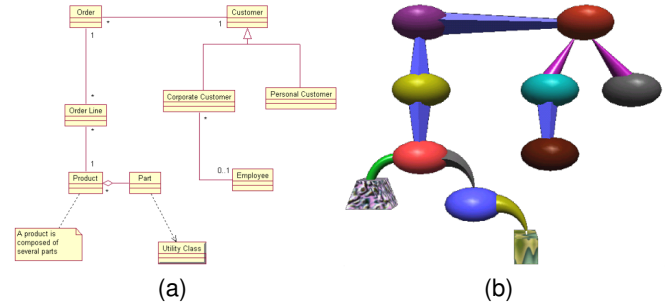 Order
Customer
*
1
1
Corporate Customer
Personal Customer
*
Order Line
*
*
0..1
Employee
1
Product
Part
*
A product is
composed of
several parts
Utility Class
(a)
(b)